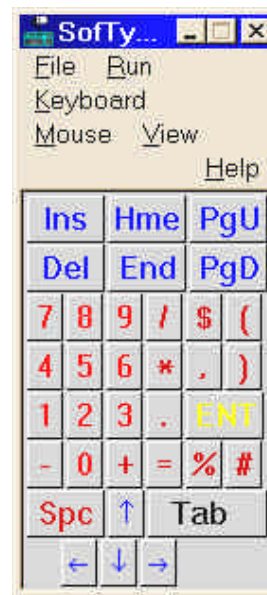 SofTy...
File Run
Keyboard
Mouse View
Help
Ins Hme PgU
Del End PgD
7 8 9 / $ (
4 5 6 * , )
1 2 3 . ENT
- 0 + = % #
Spc ↑ Tab
← ↓ →